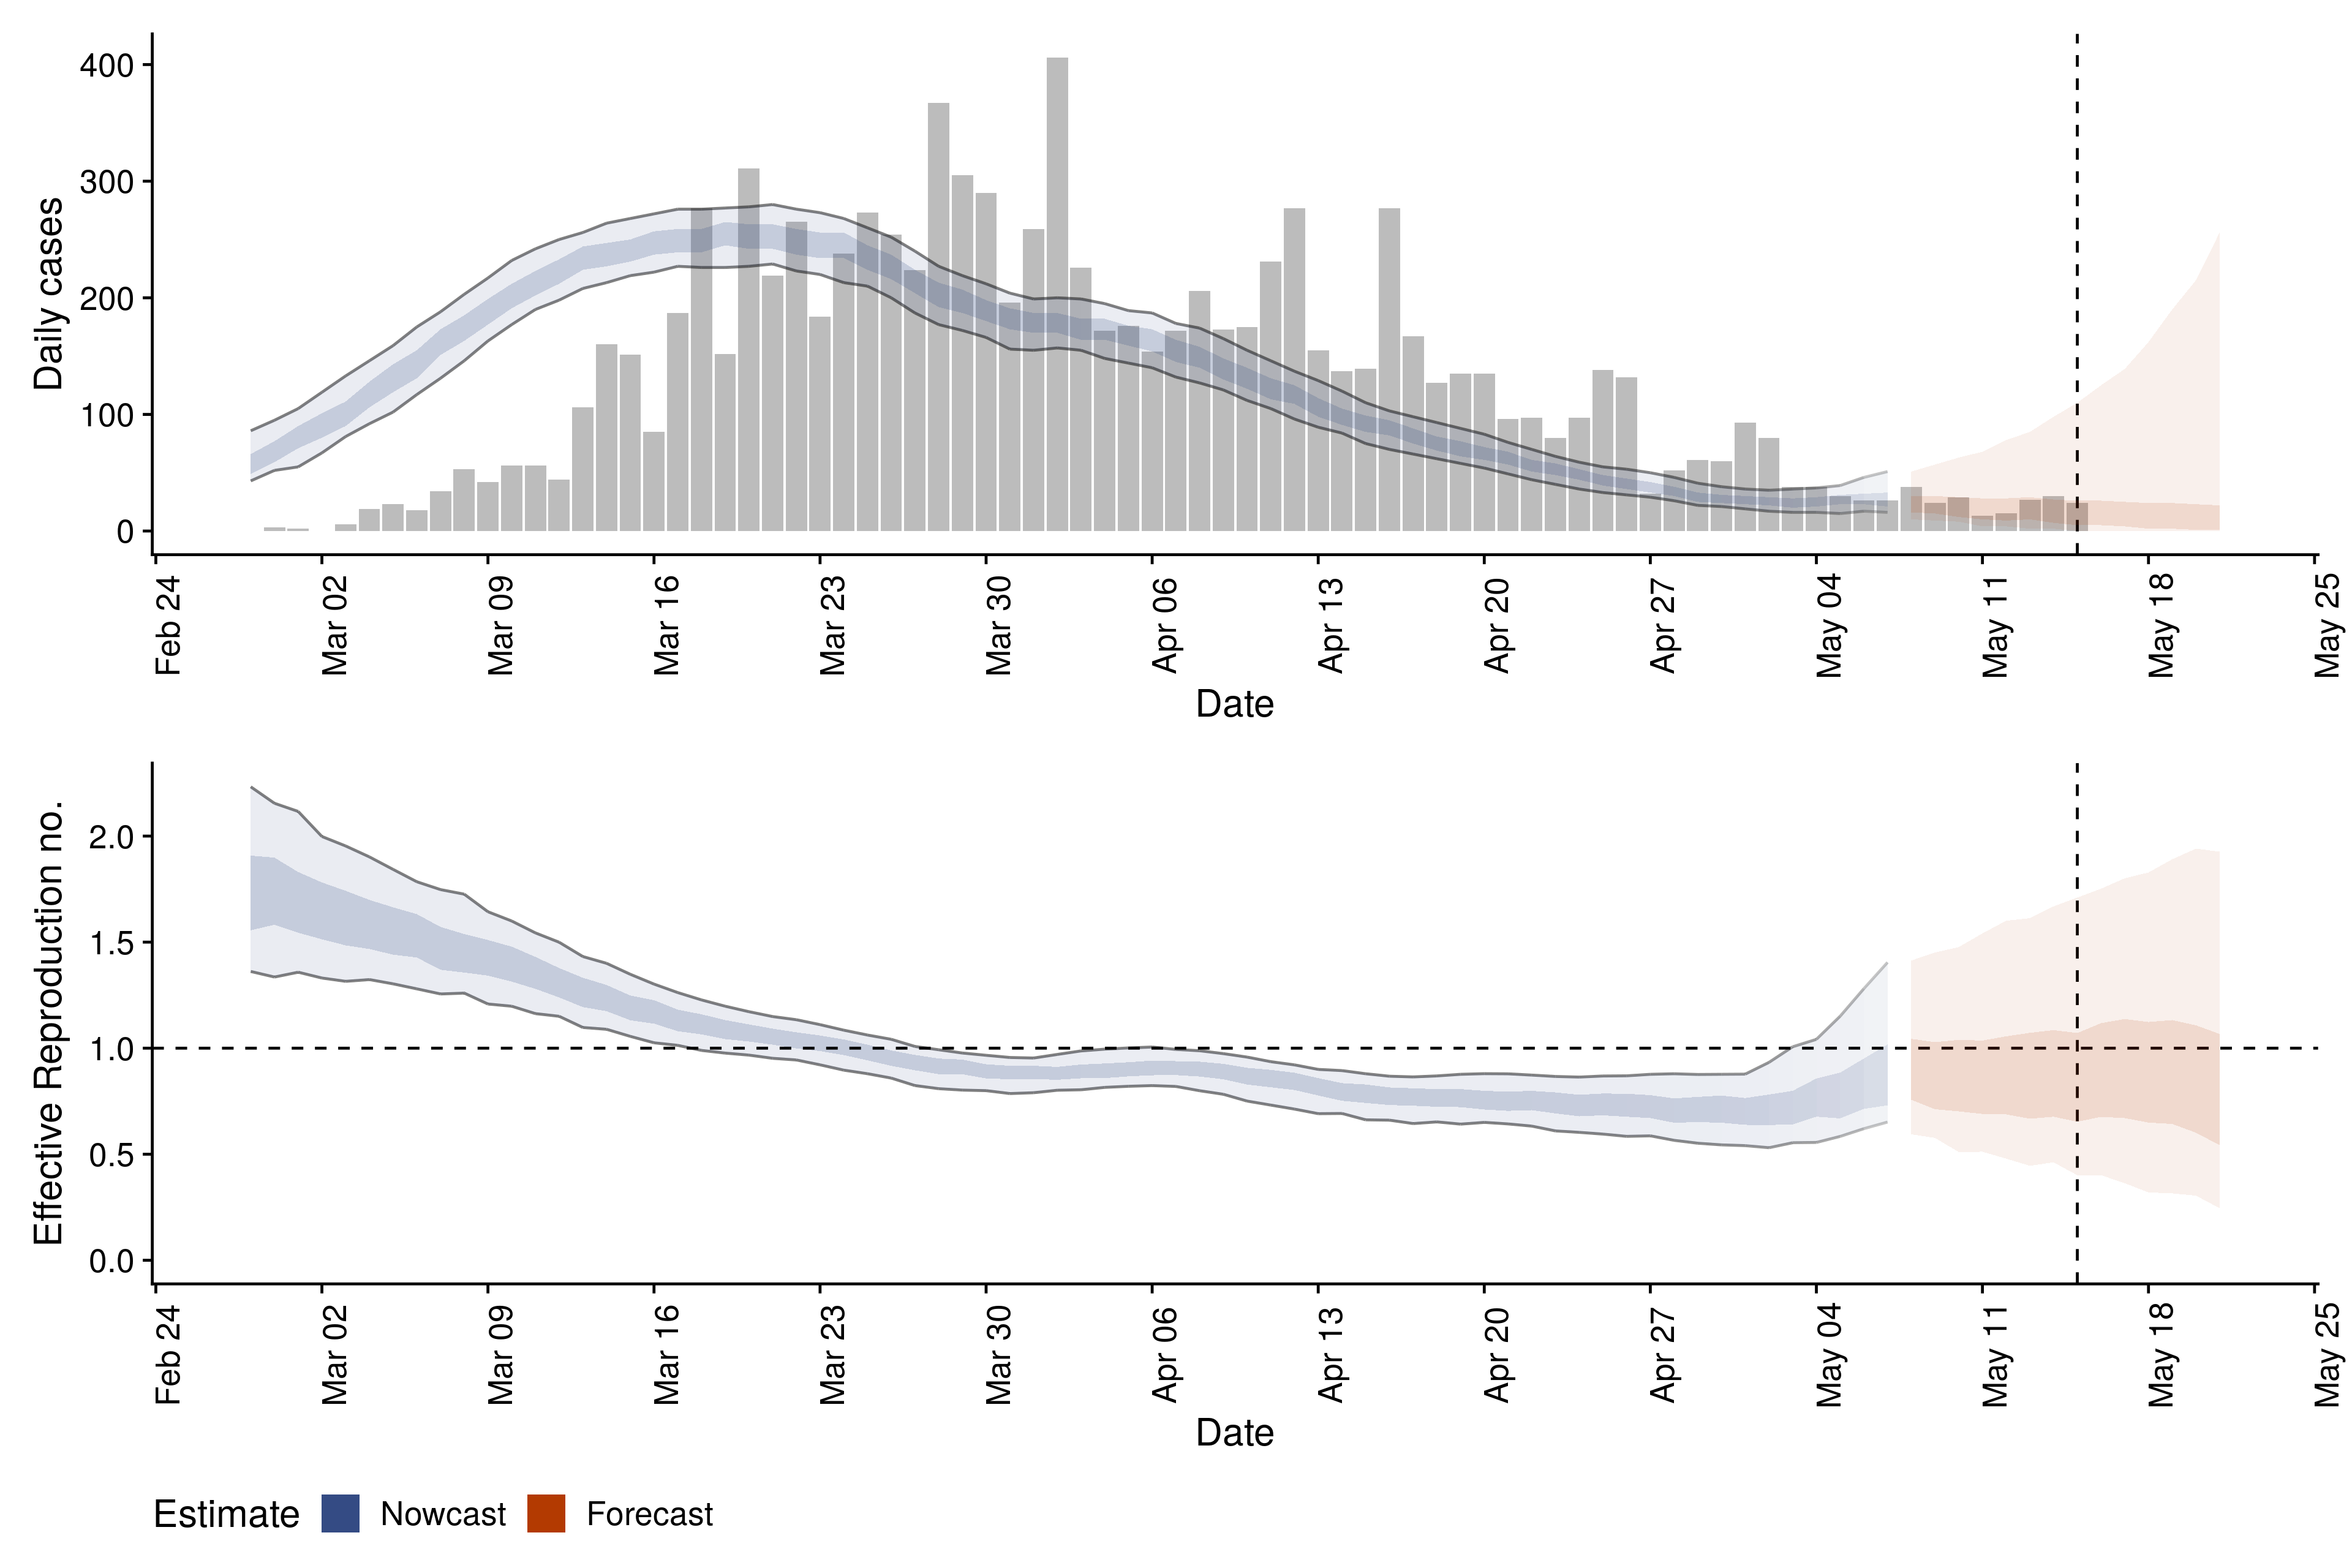 Daily cases
400
300
200
100
0
Feb 24
Mar 02
Mar 09
Mar 16
Mar 23
Mar 30
Apr 06
Apr 13
Apr 20
Apr 27
May 04
May 11
May 18
May 25
Date
Effective Reproduction no.
2.0
1.5
1.0
0.5
0.0
Feb 24
Mar 02
Mar 09
Mar 16
Mar 23
Mar 30
Apr 06
Apr 13
Apr 20
Apr 27
May 04
May 11
May 18
May 25
Date
Estimate Nowcast Forecast